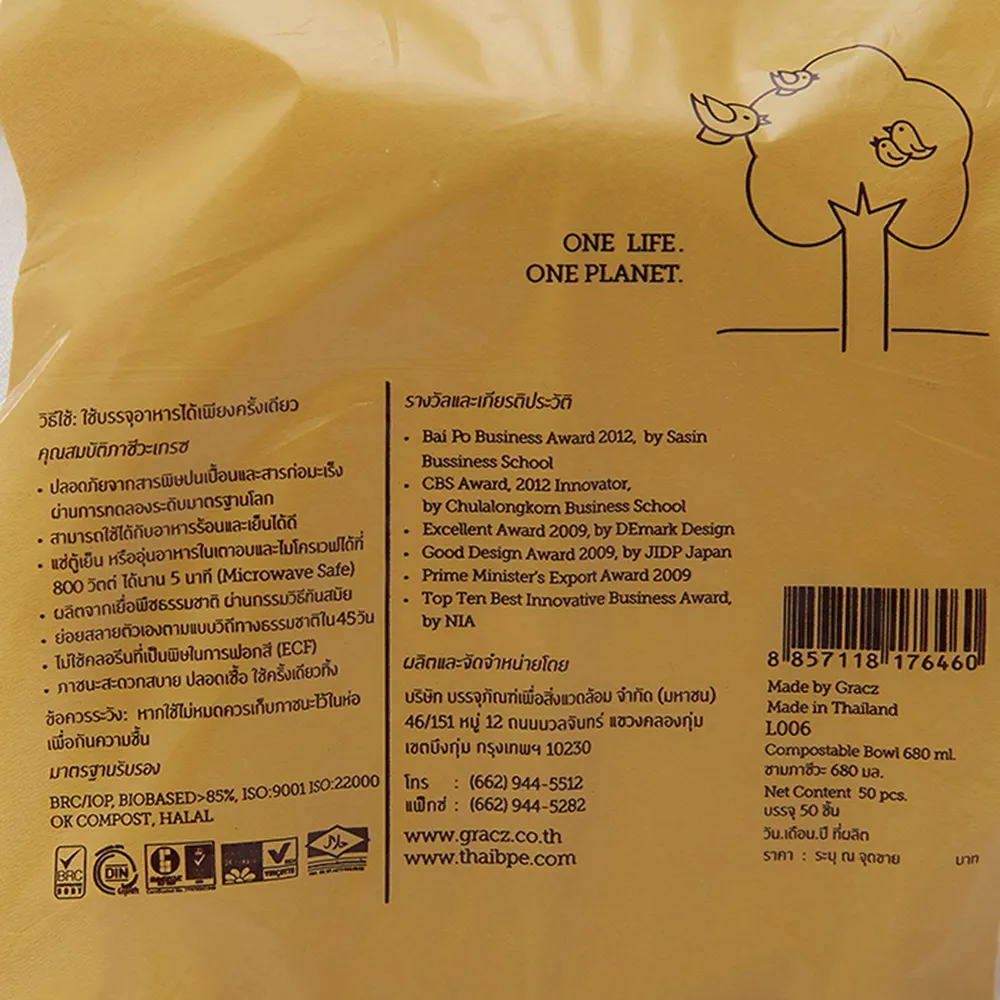 ONE LIFE.
ONE PLANET.
วิธีใช้: ใช้บรรจุอาหารได้เพียงครั้งเดียว
คุณสมบัติภาชีวะเกรซ
• ปลอดภัยจากสารพิษปนเปื้อนและสารก่อมะเร็ง
ผ่านการทดลองระดับมาตรฐานโลก
• สามารถใช้ได้กับอาหารร้อนและเย็นได้ดี
• แช่ตู้เย็น หรืออุ่นอาหารในเตาอบและไมโครเวฟได้ที่
800 วัตต์ ได้นาน 5 นาที (Microwave Safe)
• ผลิตจากเยื่อพืชธรรมชาติ ผ่านกรรมวิธีทันสมัย
• ย่อยสลายตัวเองตามแบบวิถีทางธรรมชาติใน 45 วัน
• ไม่ใช้คลอรีนที่เป็นพิษในการฟอกสี (ECF)
• ภาชนะสะดวกสบาย ปลอดเชื้อ ใช้ครั้งเดียวทิ้ง
ข้อควรระวัง: หากใช้ไม่หมดควรเก็บภาชนะไว้ในห่อ
เพื่อกันความชื้น
มาตรฐานรับรอง
BRC/IOP, BIOBASED>85%, ISO:9001 ISO:22000
OK COMPOST, HALAL
BRC
DIN
รางวัลและเกียรติประวัติ
• Bai Po Business Award 2012, by Sasin
Bussiness School
• CBS Award, 2012 Innovator,
by Chulalongkorn Business School
• Excellent Award 2009, by DEmark Design
• Good Design Award 2009, by JIDP Japan
• Prime Minister's Export Award 2009
• Top Ten Best Innovative Business Award,
by NIA
ผลิตและจัดจำหน่ายโดย
บริษัท บรรจุภัณฑ์เพื่อสิ่งแวดล้อม จำกัด (มหาชน)
46/151 หมู่ 12 ถนนนวลจันทร์ แขวงคลองกุ่ม
เขตบึงกุ่ม กรุงเทพฯ 10230
โทร : (662) 944-5512
แฟ็กซ์ : (662) 944-5282
www.gracz.co.th
www.thaibpe.com
8 857118 176460
Made by Gracz
Made in Thailand
L006
Compostable Bowl 680 ml.
ชามภาชีวะ 680 มล.
Net Content 50 pcs.
บรรจุ 50 ชิ้น
วัน.เดือน.ปี ที่ผลิต
ราคา : ระบุ ณ จุดขาย บาท